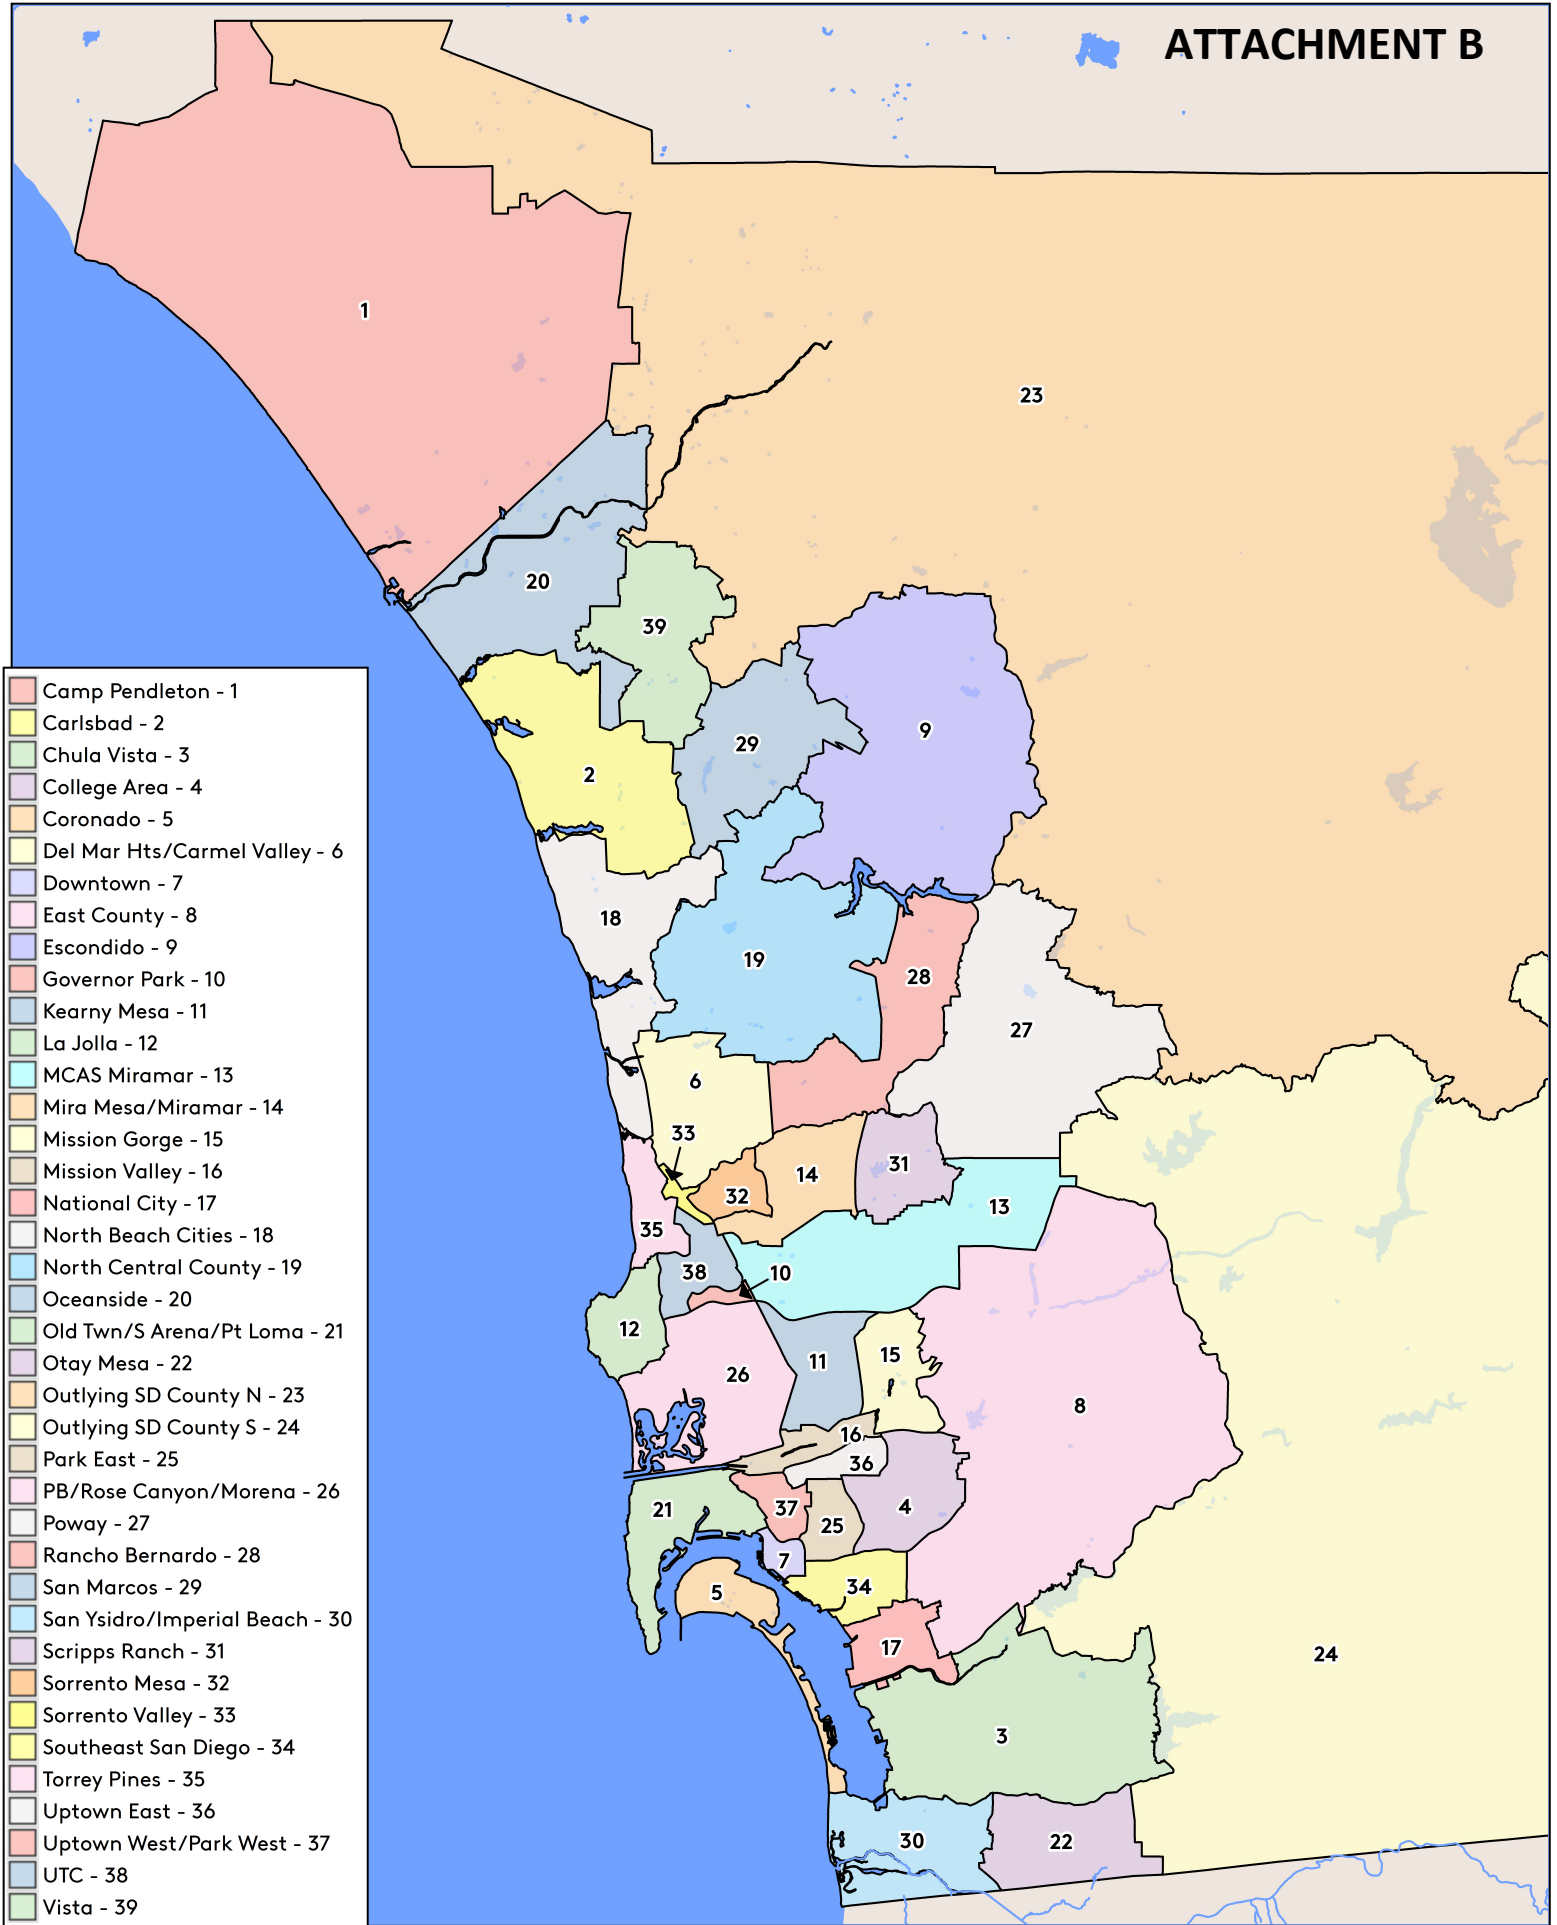 ATTACHMENT B
1
23
20
39
9
29
2
18
19
28
27
6
33
14
31
32
13
35
38
10
12
11
15
26
8
16
36
21
37
4
25
7
34
5
17
24
3
30
22
Camp Pendleton - 1
Carlsbad - 2
Chula Vista - 3
College Area - 4
Coronado - 5
Del Mar Hts/Carmel Valley - 6
Downtown - 7
East County - 8
Escondido - 9
Governor Park - 10
Kearny Mesa - 11
La Jolla - 12
MCAS Miramar - 13
Mira Mesa/Miramar - 14
Mission Gorge - 15
Mission Valley - 16
National City - 17
North Beach Cities - 18
North Central County - 19
Oceanside - 20
Old Twn/S Arena/Pt Loma - 21
Otay Mesa - 22
Outlying SD County N - 23
Outlying SD County S - 24
Park East - 25
PB/Rose Canyon/Morena - 26
Poway - 27
Rancho Bernardo - 28
San Marcos - 29
San Ysidro/Imperial Beach - 30
Scripps Ranch - 31
Sorrento Mesa - 32
Sorrento Valley - 33
Southeast San Diego - 34
Torrey Pines - 35
Uptown East - 36
Uptown West/Park West - 37
UTC - 38
Vista - 39